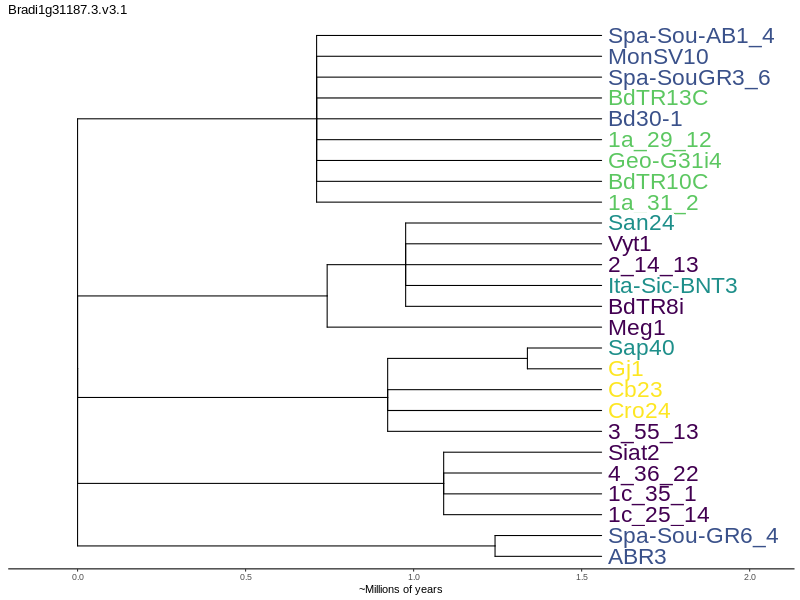 Bradi1g31187.3.v3.1
Spa-Sou-AB1_4
MonSV10
Spa-SouGR3_6
BdTR13C
Bd30-1
1a_29_12
Geo-G31i4
BdTR10C
1a_31_2
San24
Vyt1
2_14_13
Ita-Sic-BNT3
BdTR8i
Meg1
Sap40
Gj1
Cb23
Cro24
3_55_13
Siat2
4_36_22
1c_35_1
1c_25_14
Spa-Sou-GR6_4
ABR3
0.0 0.5 1.0 1.5 2.0
~Millions of years